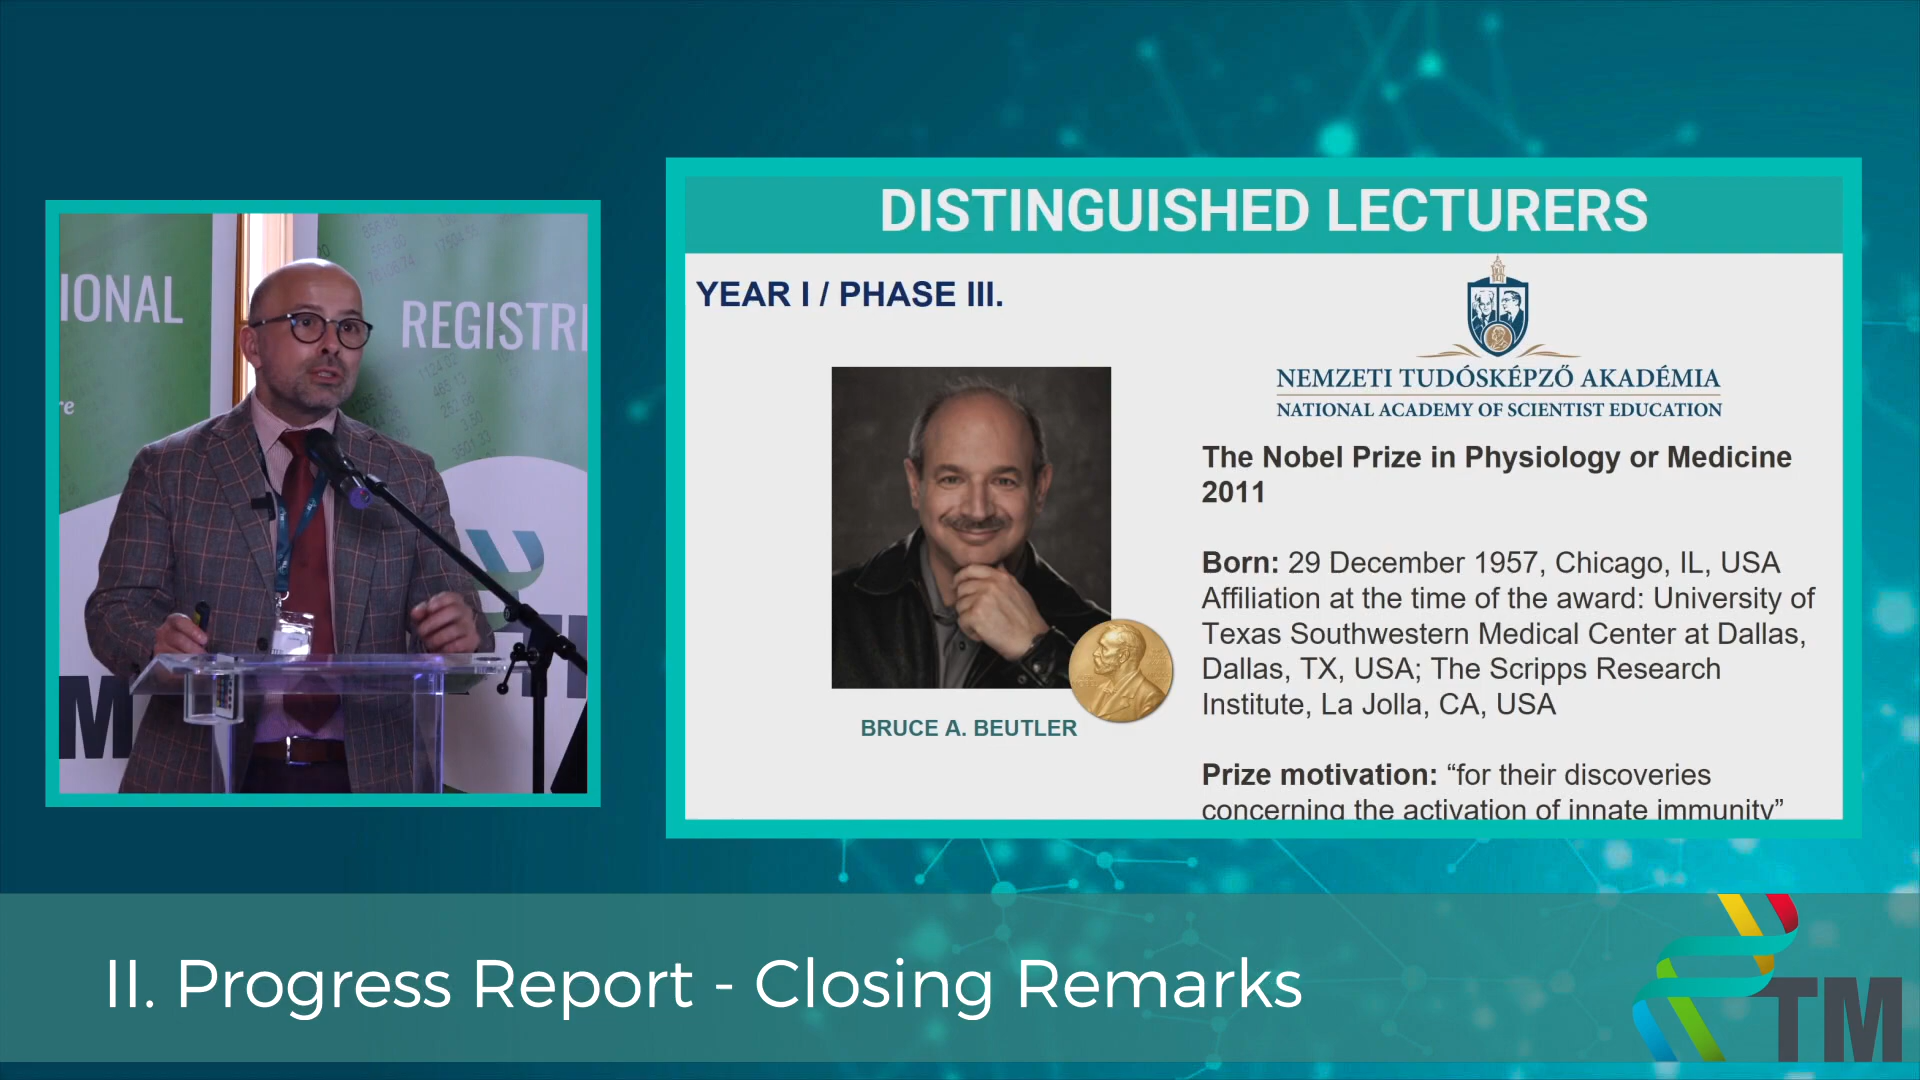 IONAL
REGISTRI
re
TM
DISTINGUISHED LECTURERS
YEAR I / PHASE III.
NEMZETI TUDÓSKÉPZŐ AKADÉMIA
NATIONAL ACADEMY OF SCIENTIST EDUCATION
The Nobel Prize in Physiology or Medicine
2011
Born: 29 December 1957, Chicago, IL, USA
Affiliation at the time of the award: University of
Texas Southwestern Medical Center at Dallas,
Dallas, TX, USA; The Scripps Research
Institute, La Jolla, CA, USA
BRUCE A. BEUTLER
Prize motivation: “for their discoveries
concerning the activation of innate immunity”
II. Progress Report - Closing Remarks
TM